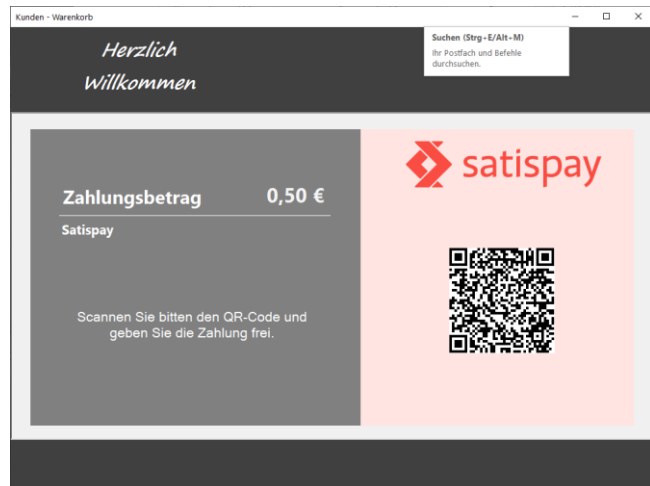 Kunden - Warenkorb
Herzlich
Willkommen
Suchen (Strg+E/Alt+M)
Ihr Postfach und Befehle
durchsuchen.
satispay
Zahlungsbetrag 0,50 €
Satispay
Scannen Sie bitten den QR-Code und
geben Sie die Zahlung frei.